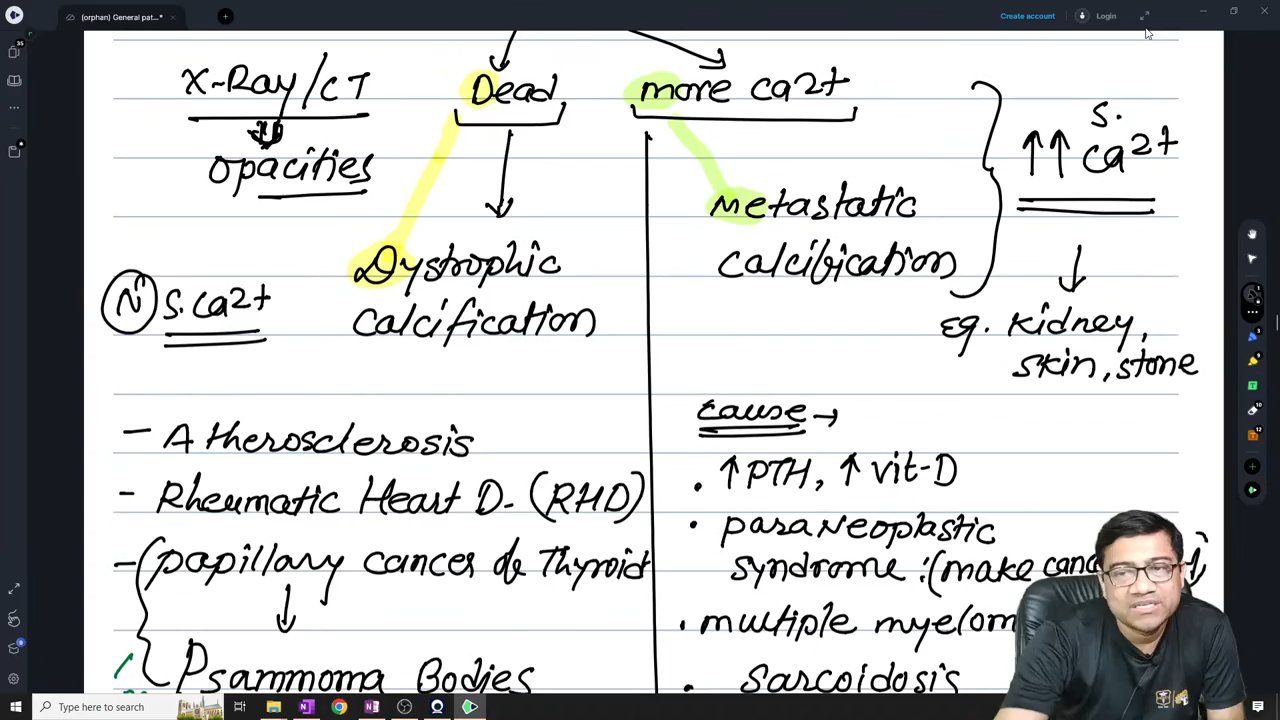 (orphan) General pat...*
Create account
Login
35
X-Ray/CT
Dead
more ca2+
opacities
S.
↑↑ ca2+
Metastatic
calcification
Dystrophic
calcification
N S.ca2+
Eg. Kidney,
skin, stone
cause →
- Atherosclerosis
• ↑PTH, ↑ vit-D
- Rheumatic Heart D- (RHD)
• paraNeoplastic
syndrome :(make
- (papillary cancer of Thyroid
• multiple myelom
Psammoma Bodies
• Sarcoidosis
Type here to search